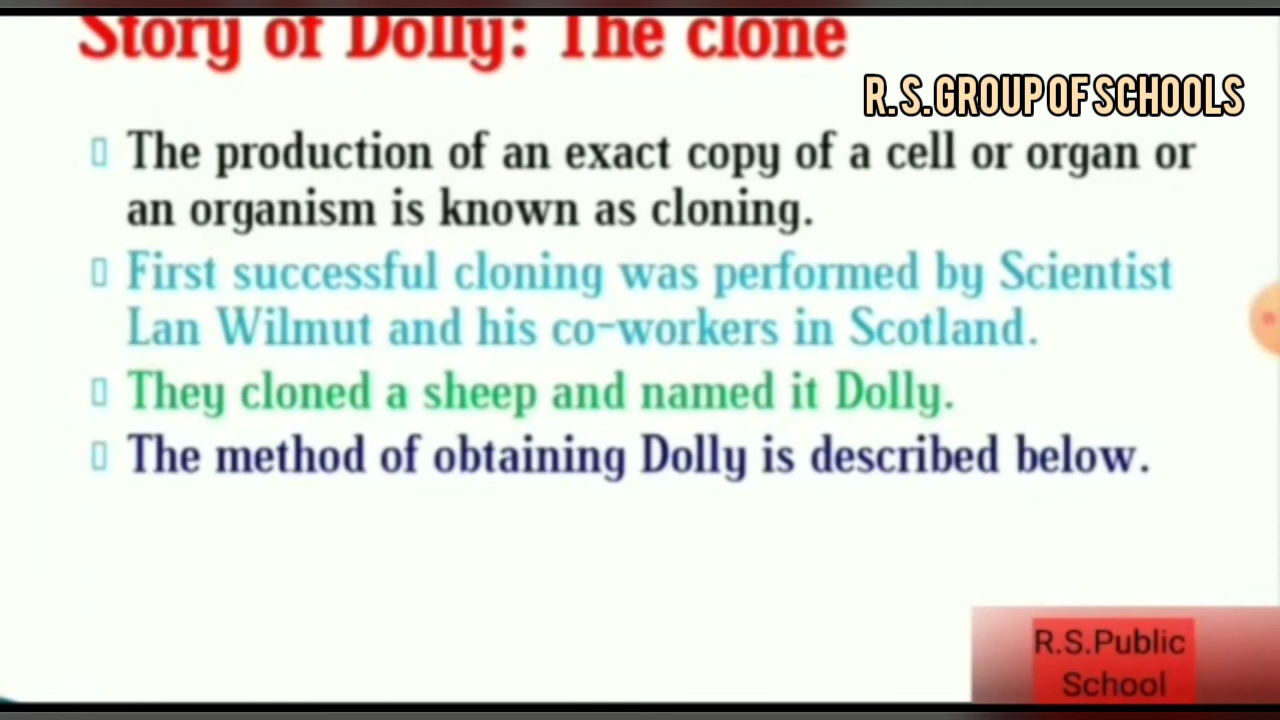 Story of Dolly: The clone
R.S.GROUP OF SCHOOLS
The production of an exact copy of a cell or organ or
an organism is known as cloning.
First successful cloning was performed by Scientist
Lan Wilmut and his co-workers in Scotland.
They cloned a sheep and named it Dolly.
The method of obtaining Dolly is described below.
R.S.Public
School